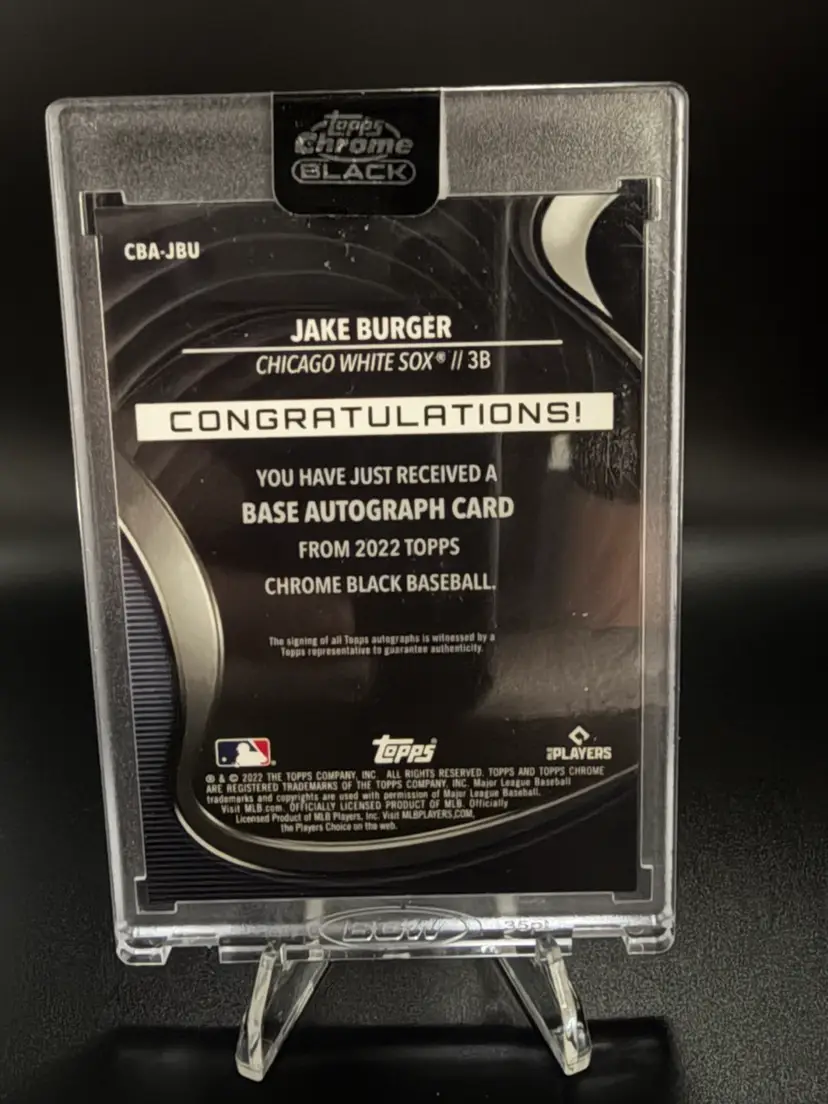 Topps
Chrome
BLACK
CBA-JBU
JAKE BURGER
CHICAGO WHITE SOX® // 3B
CONGRATULATIONS!
YOU HAVE JUST RECEIVED A
BASE AUTOGRAPH CARD
FROM 2022 TOPPS
CHROME BLACK BASEBALL.
The signing of all Topps autographs is witnessed by a
Topps representative to guarantee authenticity.
Topps
PLAYERS
® & © 2022 THE TOPPS COMPANY, INC. ALL RIGHTS RESERVED. TOPPS AND TOPPS CHROME
ARE REGISTERED TRADEMARKS OF THE TOPPS COMPANY, INC. Major League Baseball
trademarks and copyrights are used with permission of Major League Baseball.
Visit MLB.com. OFFICIALLY LICENSED PRODUCT OF MLB. Officially
Licensed Product of MLB Players, Inc. Visit MLBPLAYERS.COM,
the Players Choice on the web.
35pt